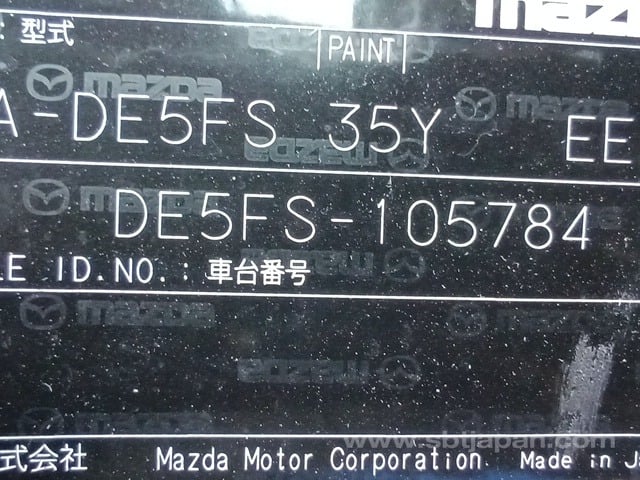 mazda
: 型式
PAINT
A-DE5FS 35Y EE
DE5FS-105784
LE ID.NO.: 車台番号
式会社 Mazda Motor Corporation Made in Ja
www.sbtjapan.com